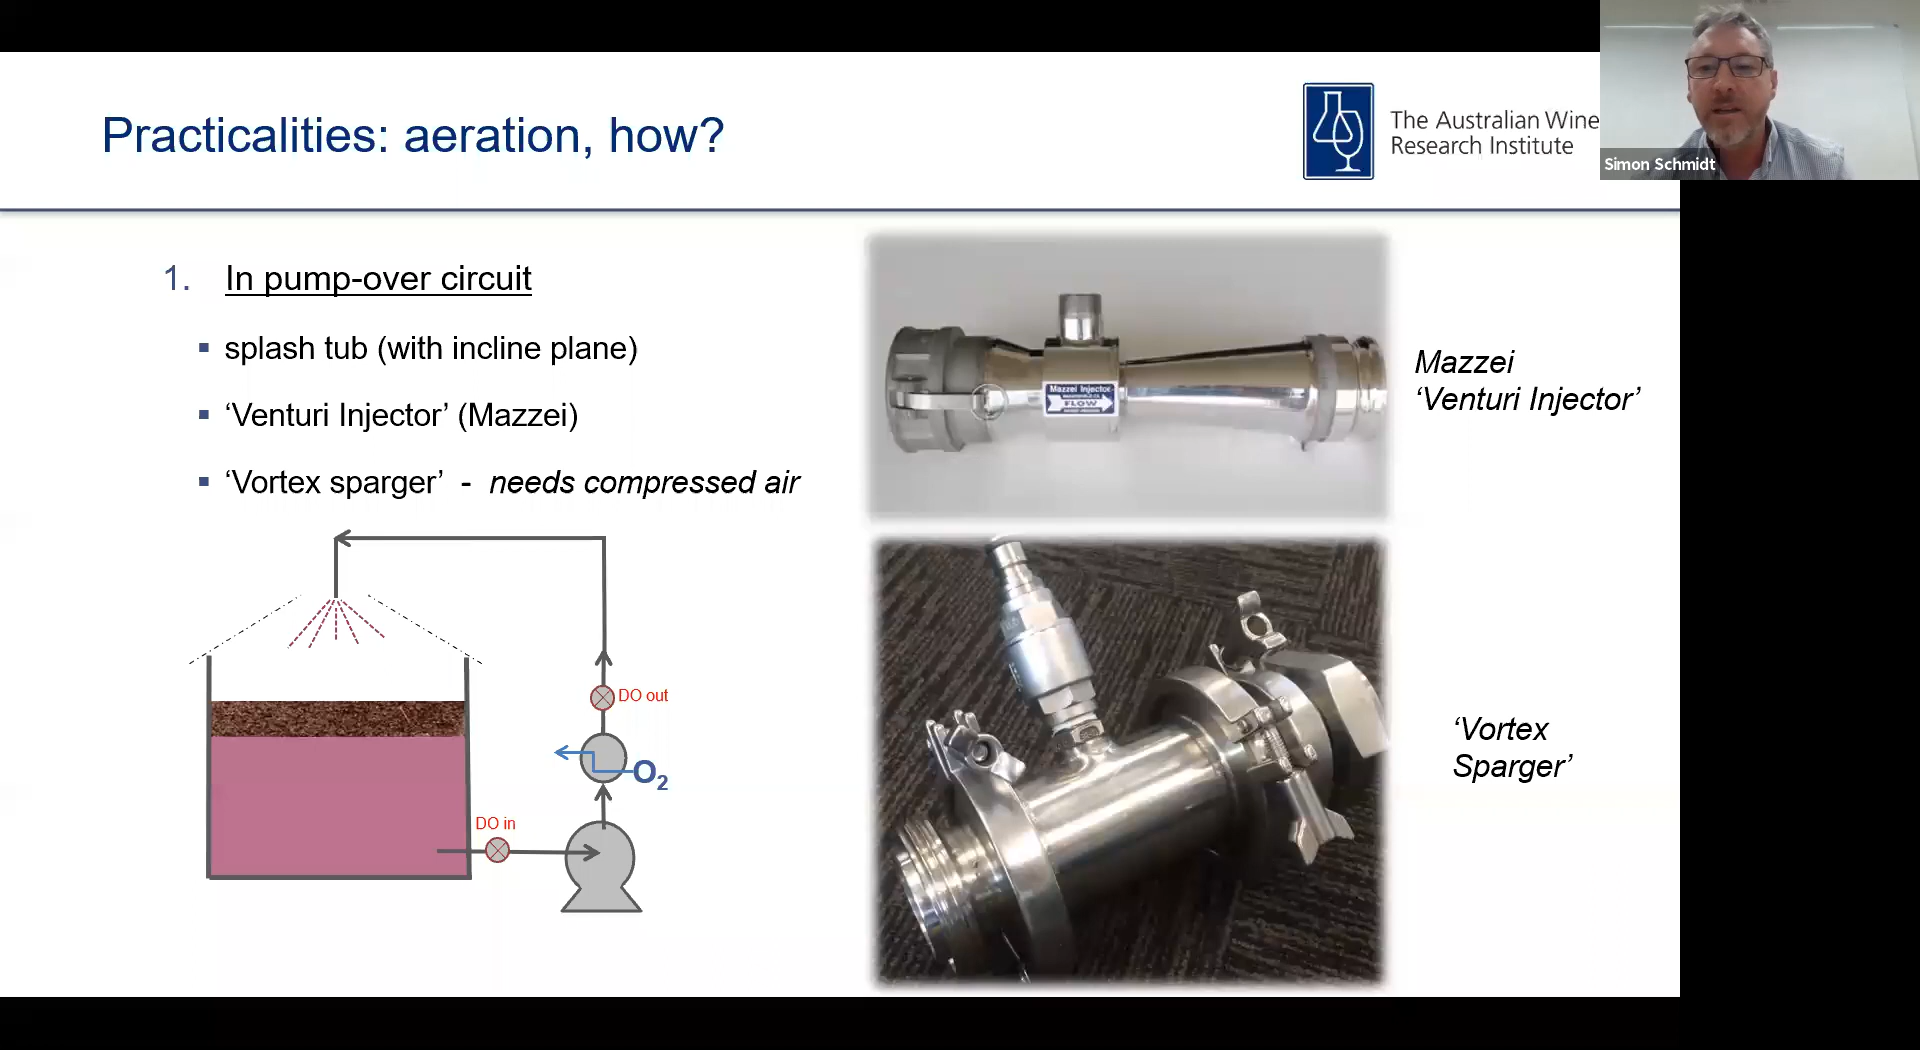 Practicalities: aeration, how?
The Australian Wine
Research Institute
Simon Schmidt
1. In pump-over circuit
▪ splash tub (with incline plane)
▪ ‘Venturi Injector’ (Mazzei)
▪ ‘Vortex sparger’ - needs compressed air
DO out
O₂
DO in
Mazzei Injector
FLOW
Mazzei
‘Venturi Injector’
‘Vortex
Sparger’